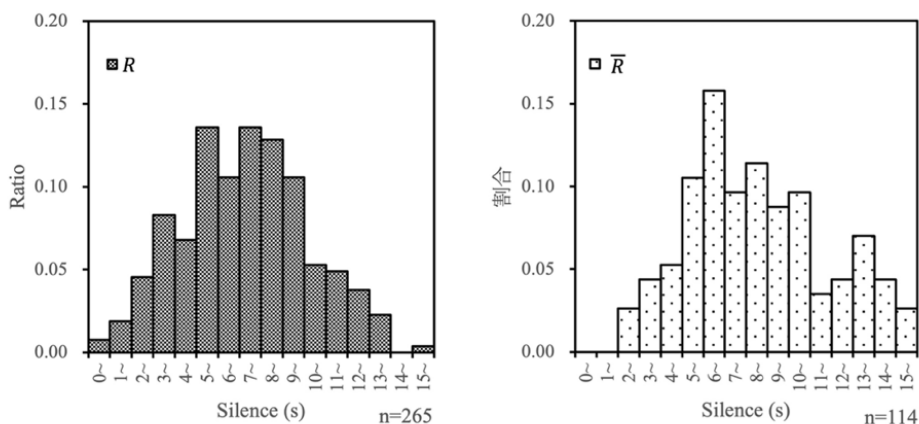 0.20
R
0.15
0.10
0.05
0.00
Ratio
0~ 1~ 2~ 3~ 4~ 5~ 6~ 7~ 8~ 9~ 10~ 11~ 12~ 13~ 14~ 15~
Silence (s)
n=265
0.20
R̅
0.15
0.10
0.05
0.00
割合
0~ 1~ 2~ 3~ 4~ 5~ 6~ 7~ 8~ 9~ 10~ 11~ 12~ 13~ 14~ 15~
Silence (s)
n=114